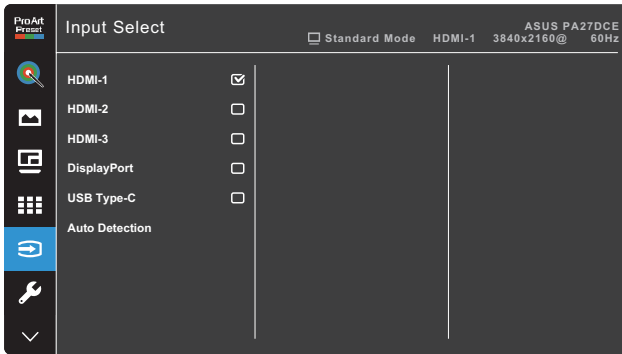 ProArt
Preset
Input Select
ASUS PA27DCE
Standard Mode HDMI-1 3840x2160@ 60Hz
HDMI-1
HDMI-2
HDMI-3
DisplayPort
USB Type-C
Auto Detection